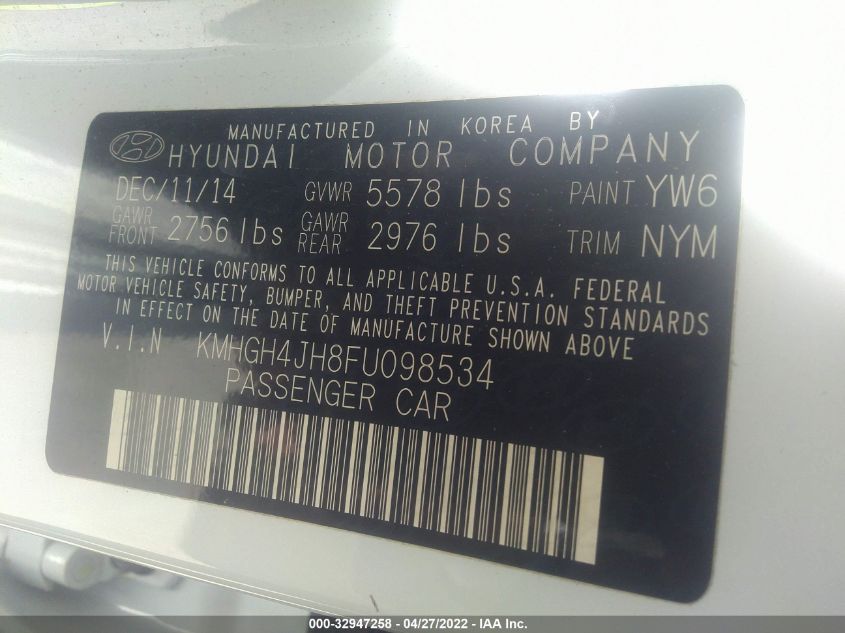 MANUFACTURED IN KOREA BY
HYUNDAI MOTOR COMPANY
DEC/11/14 GVWR 5578 lbs PAINT YW6
GAWR FRONT 2756 lbs GAWR REAR 2976 lbs TRIM NYM
THIS VEHICLE CONFORMS TO ALL APPLICABLE U.S.A. FEDERAL
MOTOR VEHICLE SAFETY, BUMPER, AND THEFT PREVENTION STANDARDS
IN EFFECT ON THE DATE OF MANUFACTURE SHOWN ABOVE
V.I.N KMHGH4JH8FU098534
PASSENGER CAR
000-32947258 - 04/27/2022 - IAA Inc.